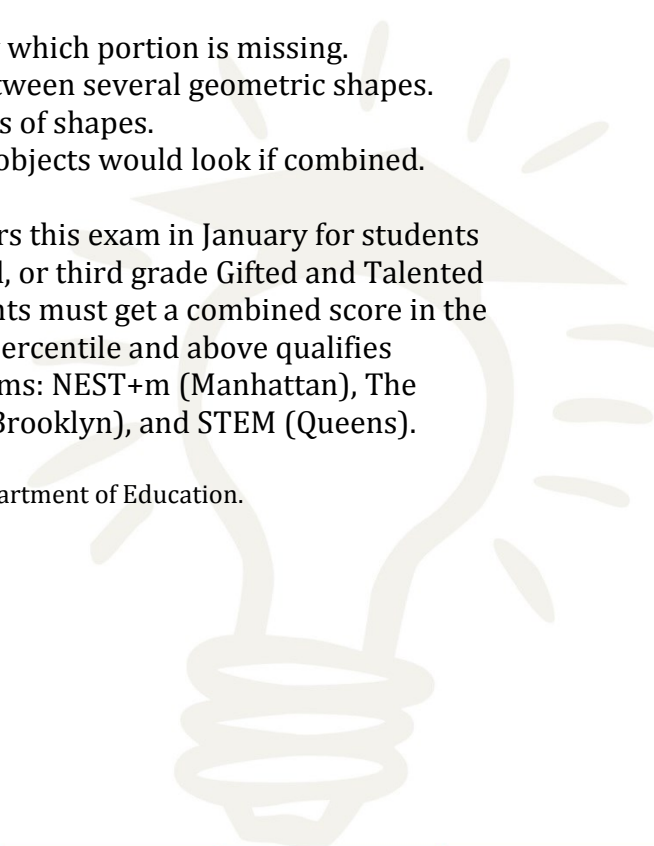 which portion is missing.
tween several geometric shapes.
s of shapes.
objects would look if combined.
rs this exam in January for students
, or third grade Gifted and Talented
nts must get a combined score in the
ercentile and above qualifies
ms: NEST+m (Manhattan), The
Brooklyn), and STEM (Queens).
artment of Education.